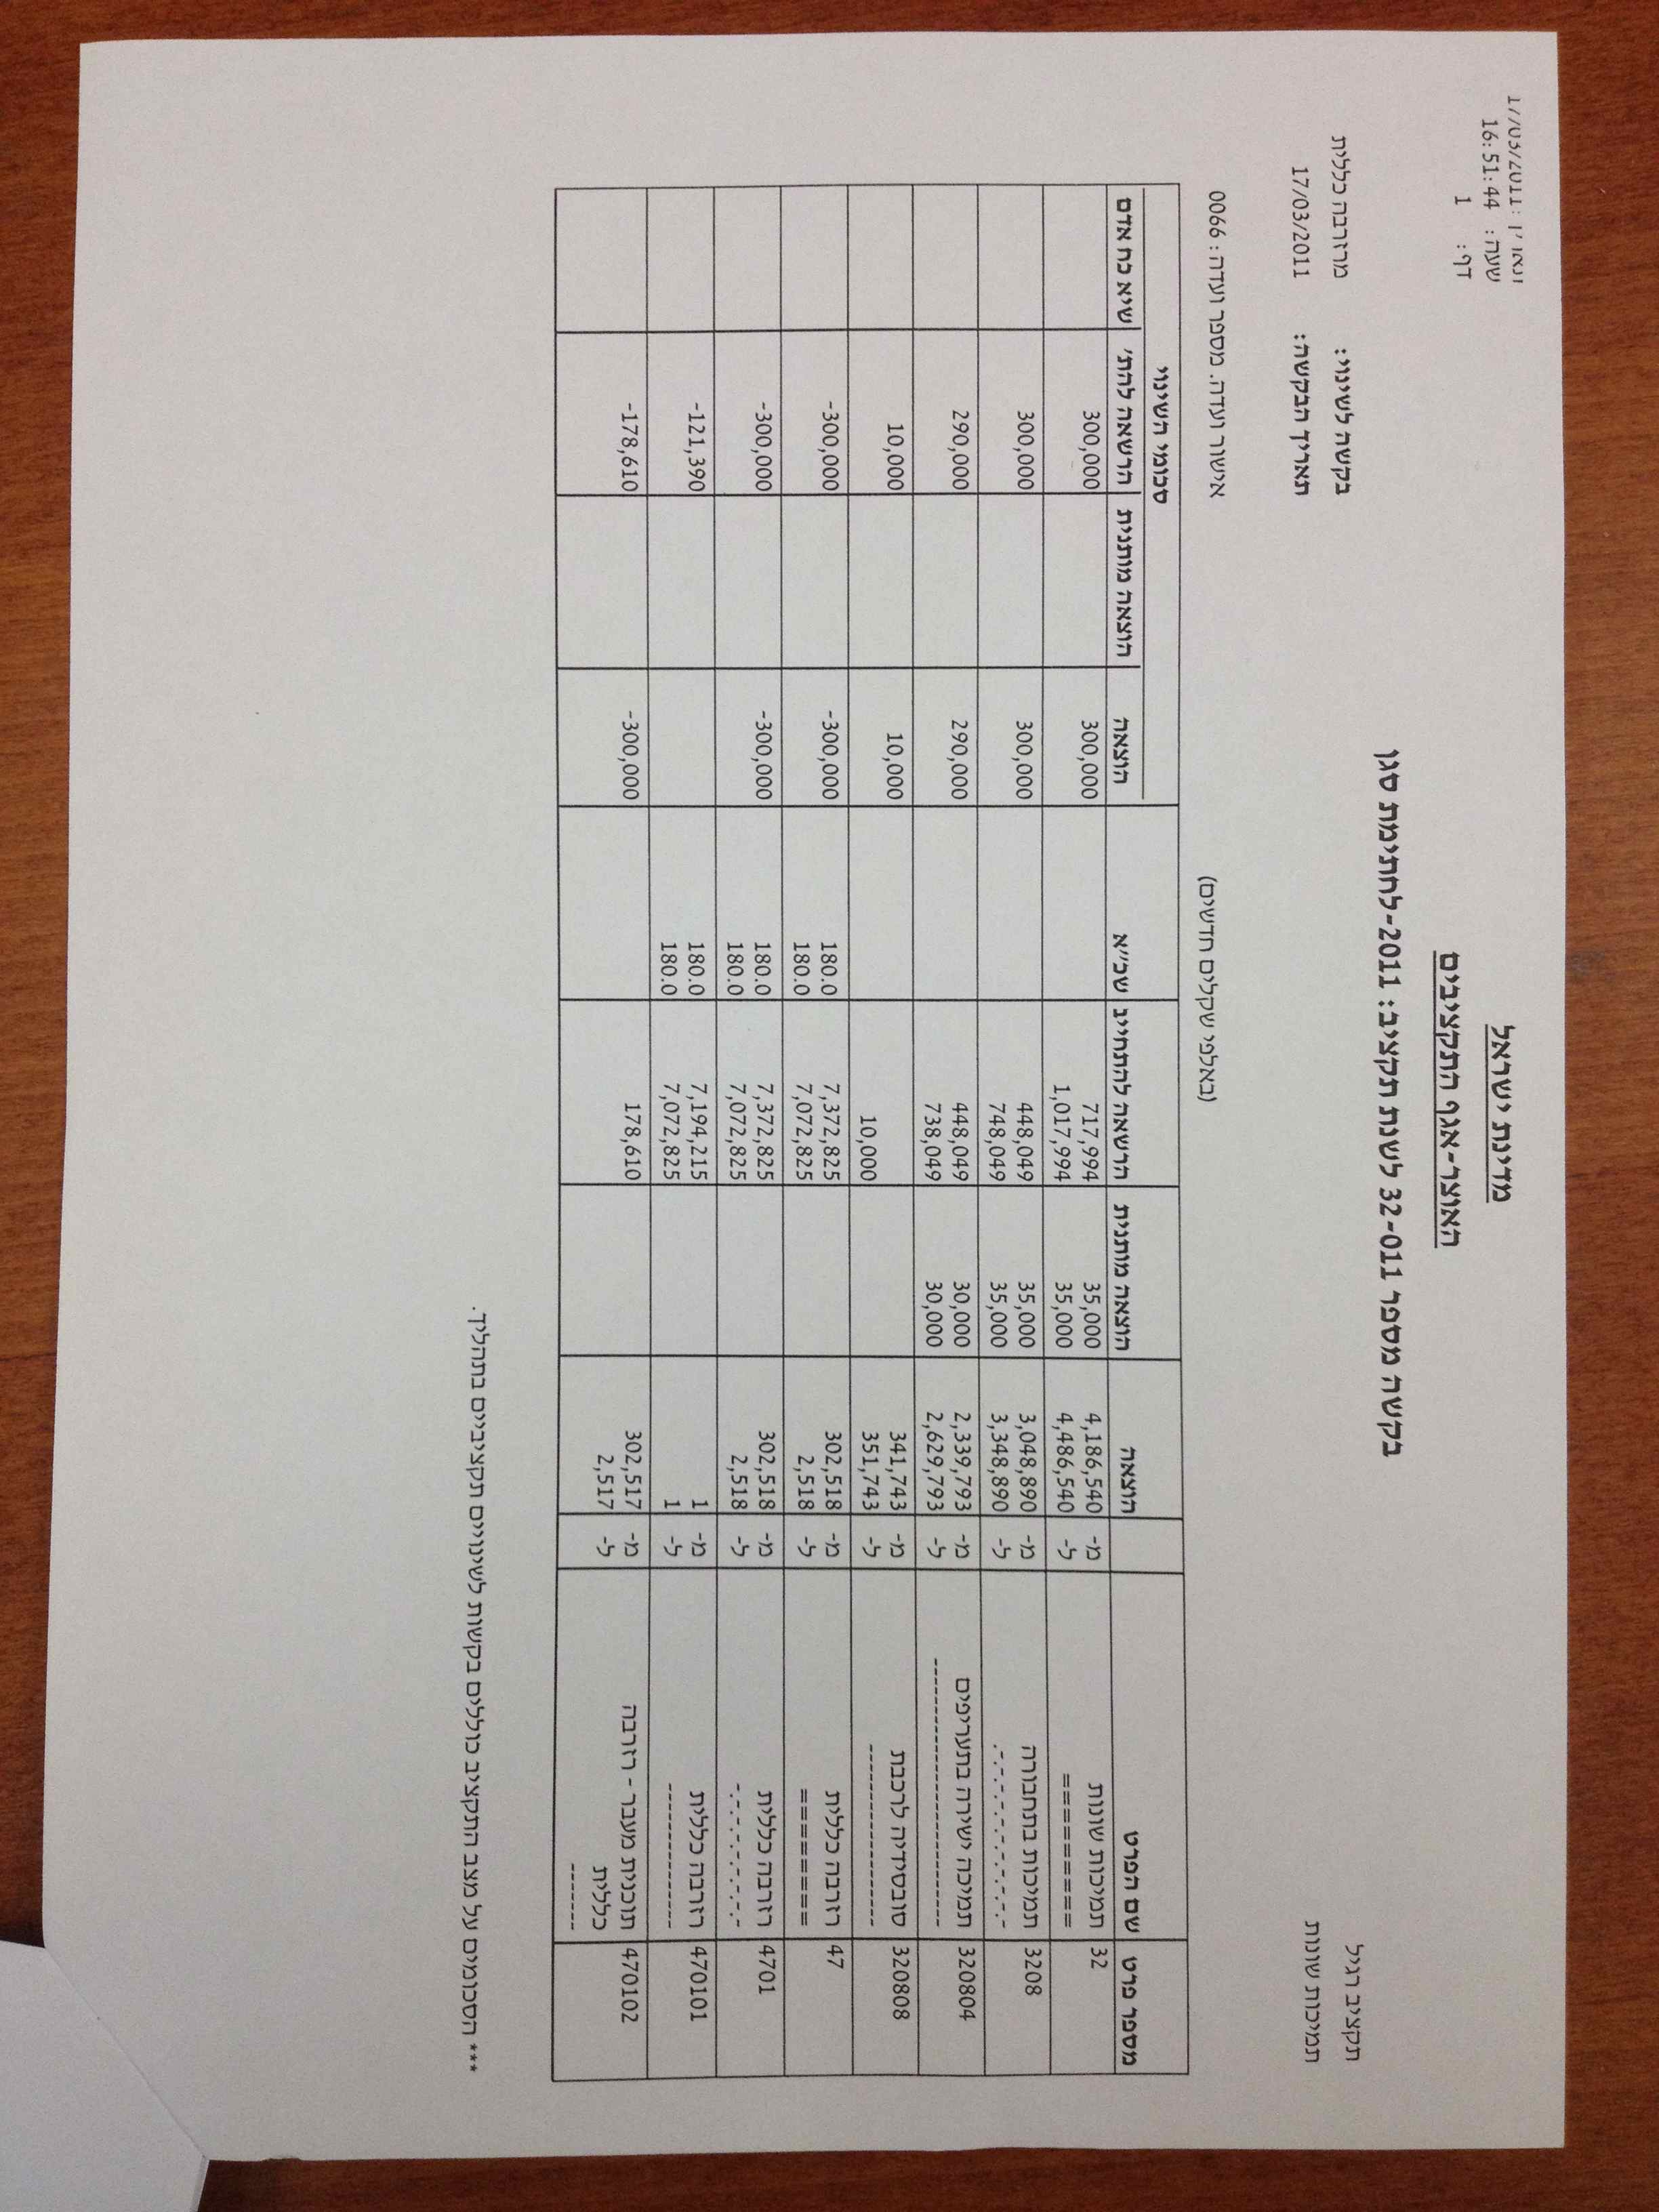 17/03/2011 :
שעה: 16:51:44
דף: 1
מדינת ישראל
האוצר-אגף התקציבים
בקשה מספר 32-011 לשנת תקציב: 2011-לחתימת סגן
תקציב רגיל
בקשה לשינוי: מרזרבה כללית
תמיכות שונות
תאריך הבקשה: 17/03/2011
(באלפי שקלים חדשים)
אישור ועדה. מספר ועדה: 0066
סכומי השינוי
מספר פרט שם הפרט הוצאה הוצאה מותנית הרשאה להתחייב שכ"א הוצאה הוצאה מותנית הרשאה להת' שיא כח אדם
32 תמיכות שונות מ- 4,186,540 35,000 717,994 300,000 300,000
======== ל- 4,486,540 35,000 1,017,994
3208 תמיכות בתחבורה מ- 3,048,890 35,000 448,049 300,000 300,000
-.-.-.-.-.-.-.-. ל- 3,348,890 35,000 748,049
320804 תמיכה ישירה בתעריפים מ- 2,339,793 30,000 448,049 290,000 290,000
--------------------- ל- 2,629,793 30,000 738,049
320808 סובסידיה לרכבת מ- 341,743 10,000 10,000
-------------- ל- 351,743 10,000
47 רזרבה כללית מ- 302,518 7,372,825 180.0 -300,000 -300,000
======= ל- 2,518 7,072,825 180.0
4701 רזרבה כללית מ- 302,518 7,372,825 180.0 -300,000 -300,000
-.-.-.-.-.-. ל- 2,518 7,072,825 180.0
470101 רזרבה כללית מ- 1 7,194,215 180.0 -121,390
----------- ל- 1 7,072,825 180.0
470102 תוכנית מעבר - רזרבה מ- 302,517 178,610 -300,000 -178,610
כללית ל- 2,517
------
*** הסכומים על מצב התקציב כוללים בקשות לשינויים תקציביים בתהליך.